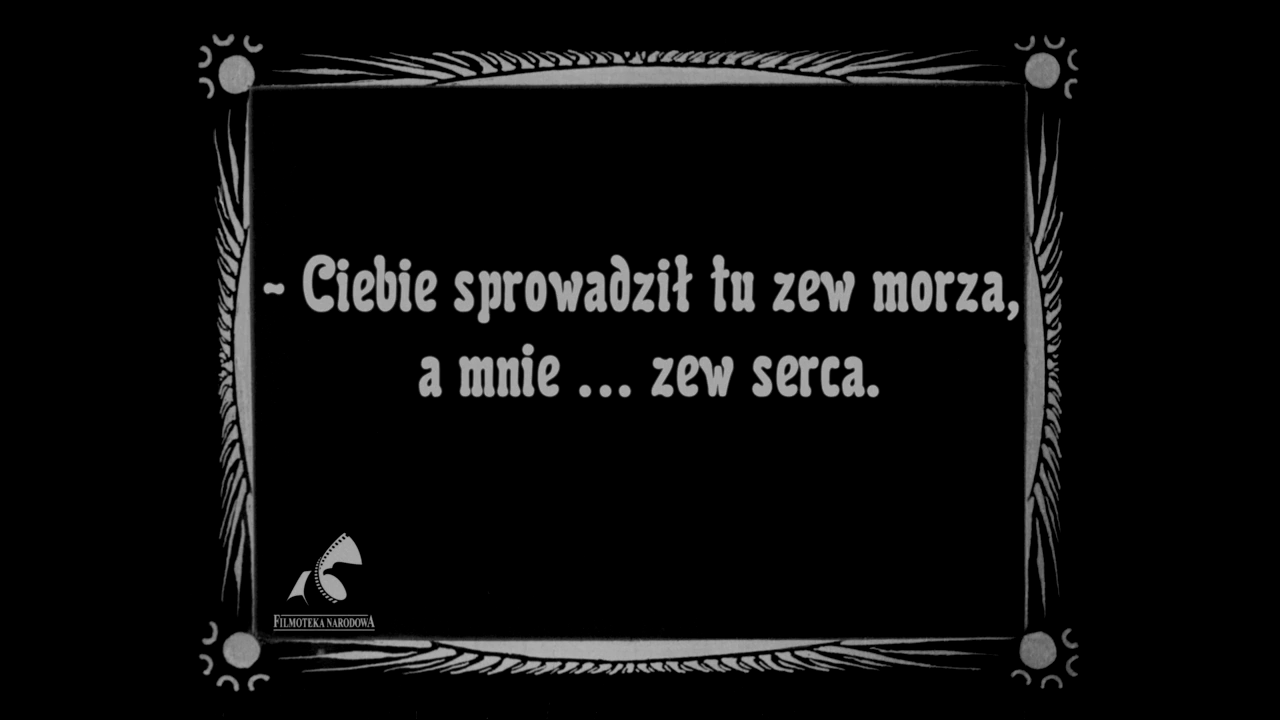 ~ Ciebie sprowadził tu zew morza,
a mnie ... zew serca.
FILMOTEKA NARODOWA